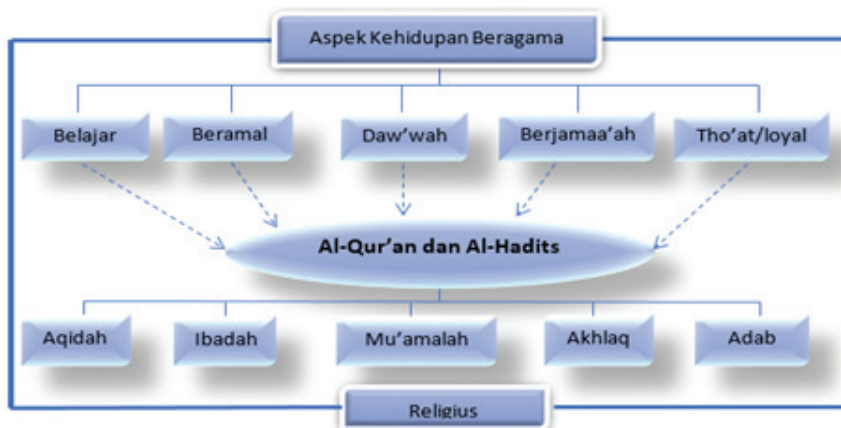 Aspek Kehidupan Beragama
Belajar
Beramal
Daw'wah
Berjamaa'ah
Tho'at/loyal
Al-Qur'an dan Al-Hadits
Aqidah
Ibadah
Mu'amalah
Akhlaq
Adab
Religius